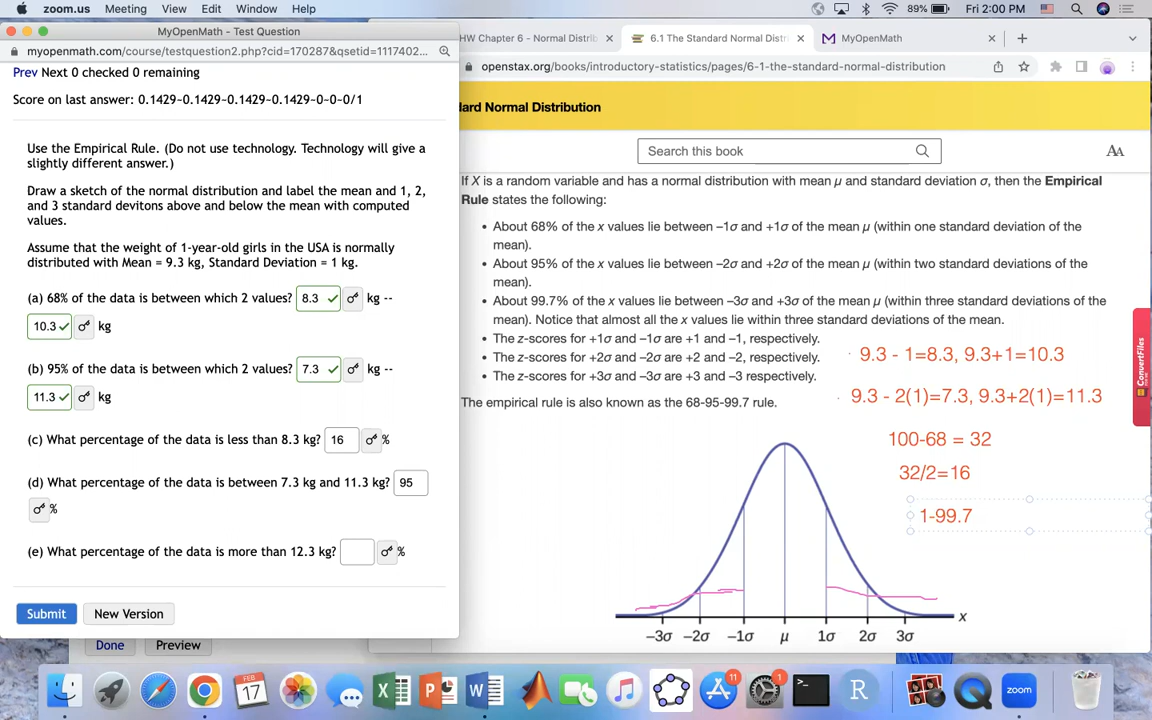 zoom.us Meeting View Edit Window Help 89% Fri 2:00 PM
MyOpenMath - Test Question
myopenmath.com/course/testquestion2.php?cid=170287&qsetid=1117402...
HW Chapter 6 - Normal Distrib
6.1 The Standard Normal Distr
MyOpenMath
openstax.org/books/introductory-statistics/pages/6-1-the-standard-normal-distribution
Prev Next 0 checked 0 remaining
Score on last answer: 0.1429~0.1429~0.1429~0.1429~0~0~0/1
Use the Empirical Rule. (Do not use technology. Technology will give a
slightly different answer.)
Draw a sketch of the normal distribution and label the mean and 1, 2,
and 3 standard devitons above and below the mean with computed
values.
Assume that the weight of 1-year-old girls in the USA is normally
distributed with Mean = 9.3 kg, Standard Deviation = 1 kg.
(a) 68% of the data is between which 2 values? 8.3 kg --
10.3 kg
(b) 95% of the data is between which 2 values? 7.3 kg --
11.3 kg
(c) What percentage of the data is less than 8.3 kg? 16 %
(d) What percentage of the data is between 7.3 kg and 11.3 kg? 95
%
(e) What percentage of the data is more than 12.3 kg? %
Submit New Version
Done Preview
dard Normal Distribution
Search this book
AA
If X is a random variable and has a normal distribution with mean μ and standard deviation σ, then the Empirical
Rule states the following:
• About 68% of the x values lie between –1σ and +1σ of the mean μ (within one standard deviation of the
mean).
• About 95% of the x values lie between –2σ and +2σ of the mean μ (within two standard deviations of the
mean).
• About 99.7% of the x values lie between –3σ and +3σ of the mean μ (within three standard deviations of the
mean). Notice that almost all the x values lie within three standard deviations of the mean.
• The z-scores for +1σ and –1σ are +1 and –1, respectively.
• The z-scores for +2σ and –2σ are +2 and –2, respectively.
• The z-scores for +3σ and –3σ are +3 and –3 respectively.
The empirical rule is also known as the 68-95-99.7 rule.
9.3 - 1=8.3, 9.3+1=10.3
9.3 - 2(1)=7.3, 9.3+2(1)=11.3
100-68 = 32
32/2=16
1-99.7
–3σ –2σ –1σ μ 1σ 2σ 3σ x
ConvertFiles
FEB
17
11
1
zoom